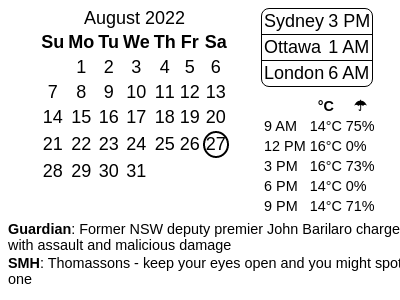 August 2022
Su Mo Tu We Th Fr Sa
1 2 3 4 5 6
7 8 9 10 11 12 13
14 15 16 17 18 19 20
21 22 23 24 25 26 27
28 29 30 31
Sydney 3 PM
Ottawa 1 AM
London 6 AM
°C ☂
9 AM 14°C 75%
12 PM 16°C 0%
3 PM 16°C 73%
6 PM 14°C 0%
9 PM 14°C 71%
Guardian: Former NSW deputy premier John Barilaro charge
with assault and malicious damage
SMH: Thomassons - keep your eyes open and you might spot
one